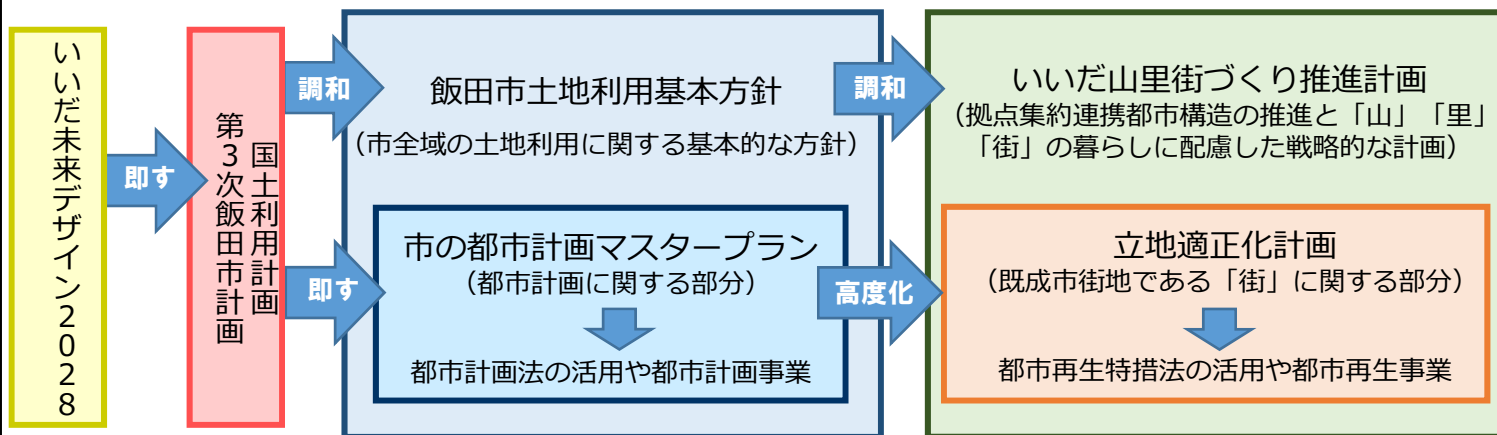 いいだ未来デザイン2028
即す
国土利用計画
第3次飯田市計画
調和
即す
飯田市土地利用基本方針
(市全域の土地利用に関する基本的な方針)
市の都市計画マスタープラン
(都市計画に関する部分)
都市計画法の活用や都市計画事業
調和
高度化
いいだ山里街づくり推進計画
(拠点集約連携都市構造の推進と「山」「里」
「街」の暮らしに配慮した戦略的な計画)
立地適正化計画
(既成市街地である「街」に関する部分)
都市再生特措法の活用や都市再生事業